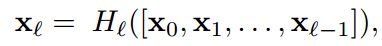 𝐱_ℓ = H_ℓ([𝐱_0, 𝐱_1, . . . , 𝐱_{ℓ−1}]),